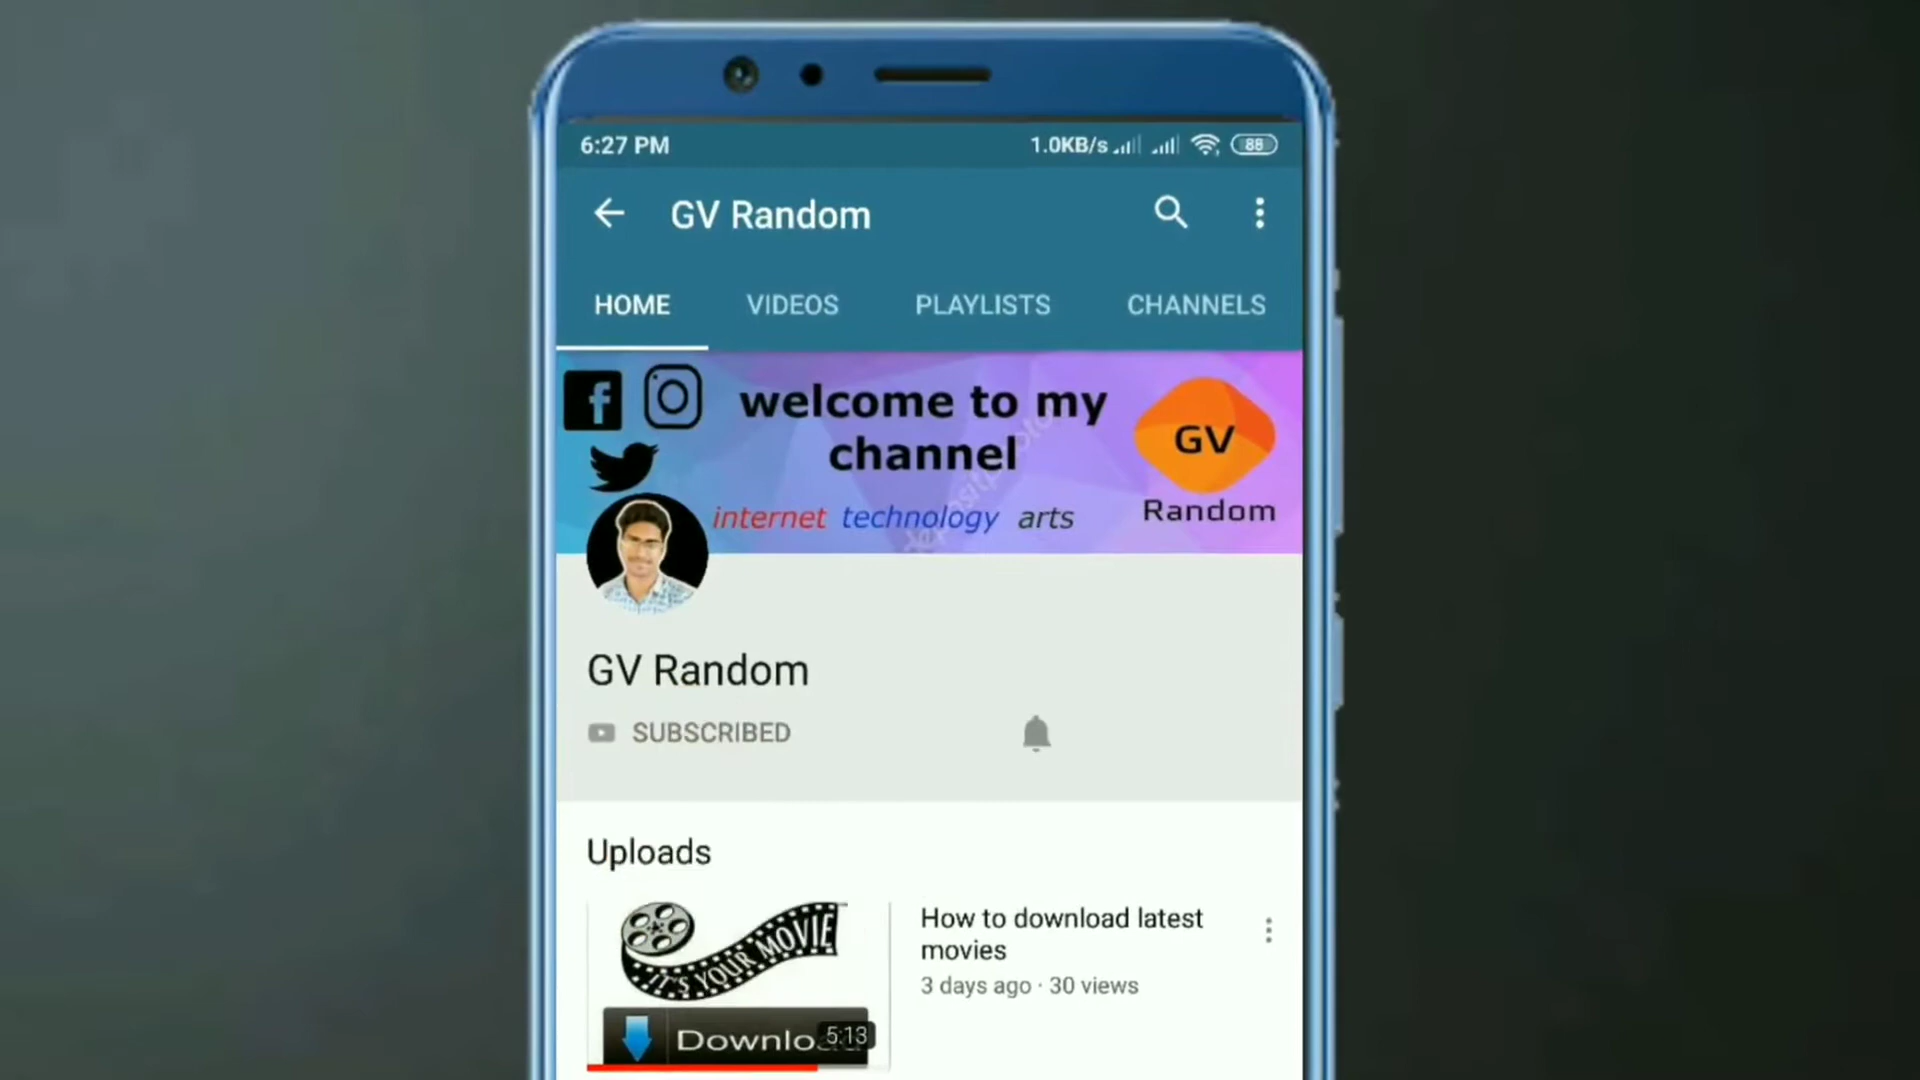 6:27 PM
1.0KB/s
88
GV Random
HOME
VIDEOS
PLAYLISTS
CHANNELS
welcome to my
channel
internet technology arts
GV
Random
GV Random
SUBSCRIBED
Uploads
IT'S YOUR MOVIE
5:13
How to download latest
movies
3 days ago · 30 views